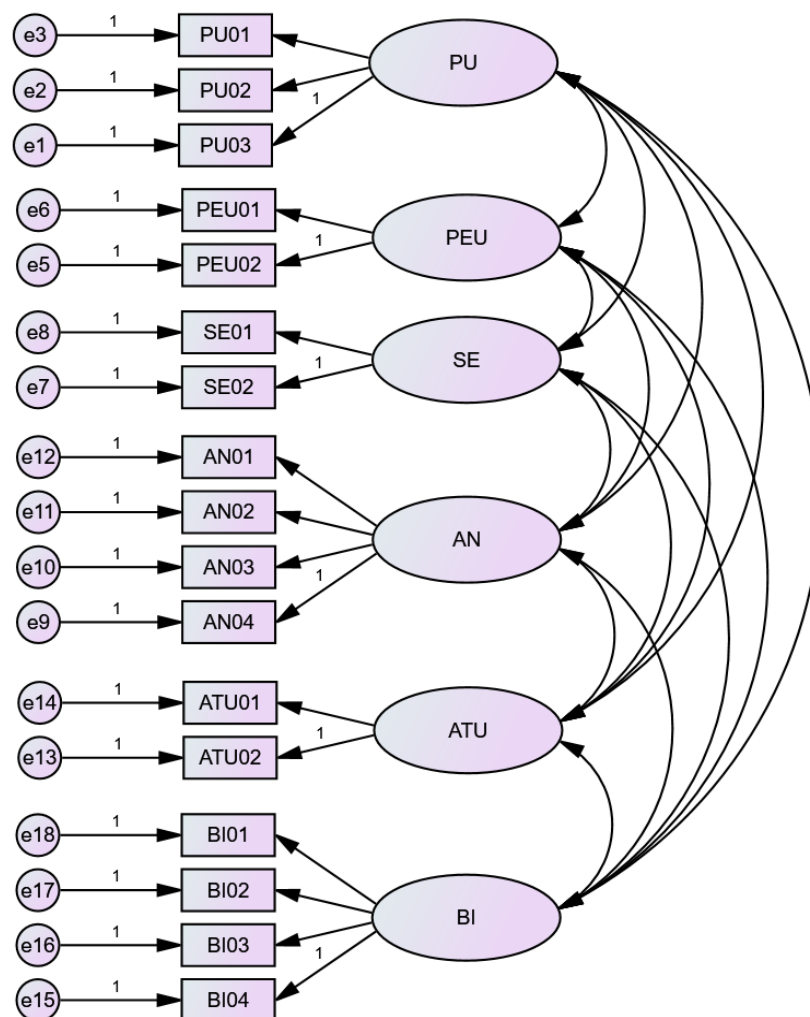 e3 1 PU01
e2 1 PU02
1
e1 1 PU03
PU
e6 1 PEU01
e5 1 PEU02
1
PEU
e8 1 SE01
e7 1 SE02
1
SE
e12 1 AN01
e11 1 AN02
e10 1 AN03
1
e9 1 AN04
AN
e14 1 ATU01
e13 1 ATU02
1
ATU
e18 1 BI01
e17 1 BI02
e16 1 BI03
1
e15 1 BI04
BI